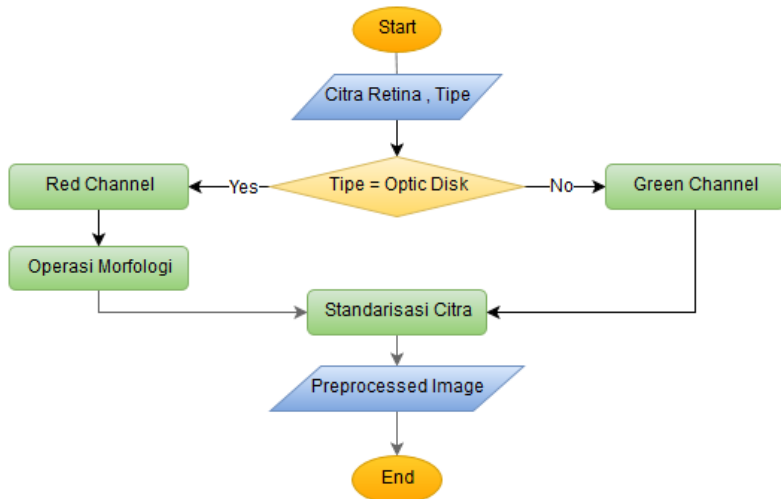 Start
Citra Retina , Tipe
Tipe = Optic Disk
Yes
No
Red Channel
Green Channel
Operasi Morfologi
Standarisasi Citra
Preprocessed Image
End